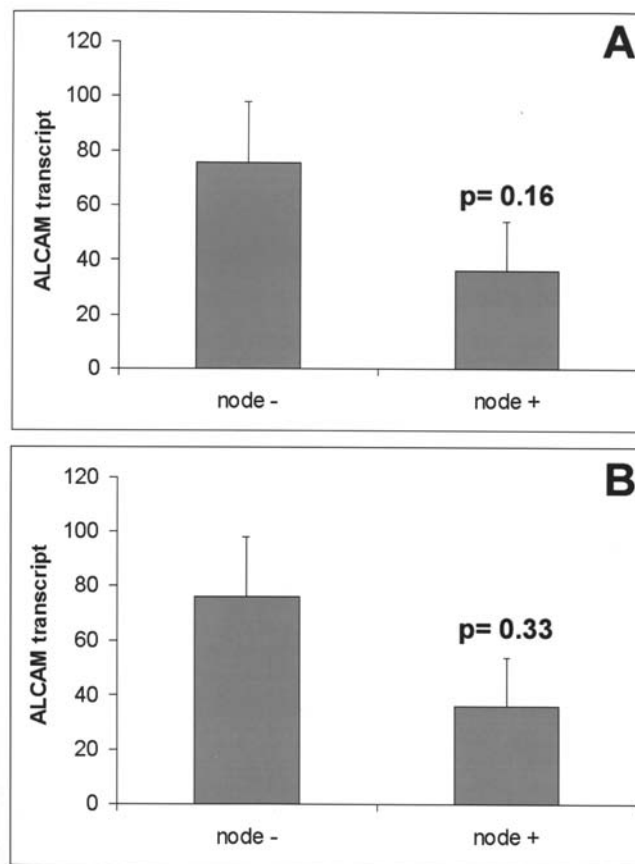 A
120
100
80
60
40
20
0
ALCAM transcript
p= 0.16
node -
node +
B
120
100
80
60
40
20
0
ALCAM transcript
p= 0.33
node -
node +